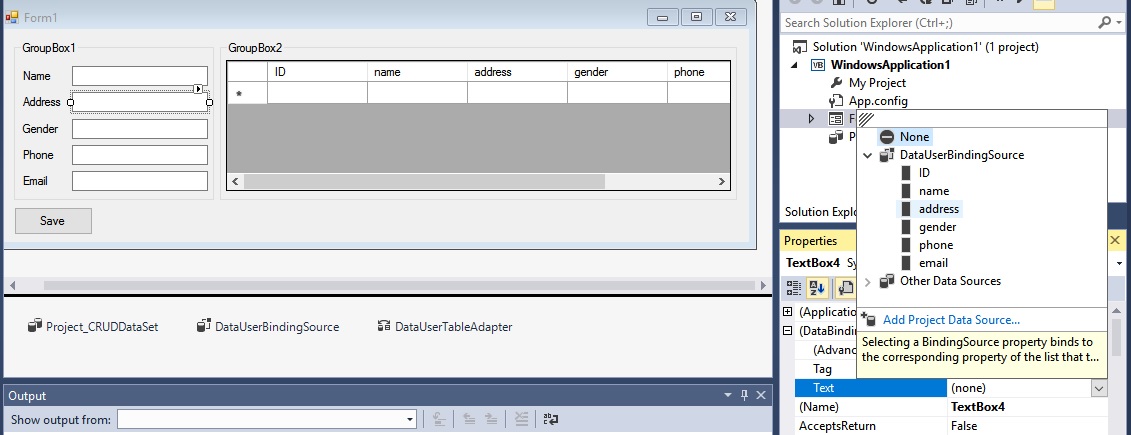 Form1
GroupBox1
Name
Address
Gender
Phone
Email
Save
GroupBox2
ID name address gender phone
*
Project_CRUDDataSet DataUserBindingSource DataUserTableAdapter
Output
Show output from:
Search Solution Explorer (Ctrl+;)
Solution 'WindowsApplication1' (1 project)
VB WindowsApplication1
My Project
App.config
F
P
None
DataUserBindingSource
ID
name
address
gender
phone
email
Other Data Sources
Add Project Data Source...
Selecting a BindingSource property binds to
the corresponding property of the list that t...
Solution Explo
Properties
TextBox4 Sy
(Applicatio
(DataBindin
(Advanc
Tag
Text (none)
(Name) TextBox4
AcceptsReturn False